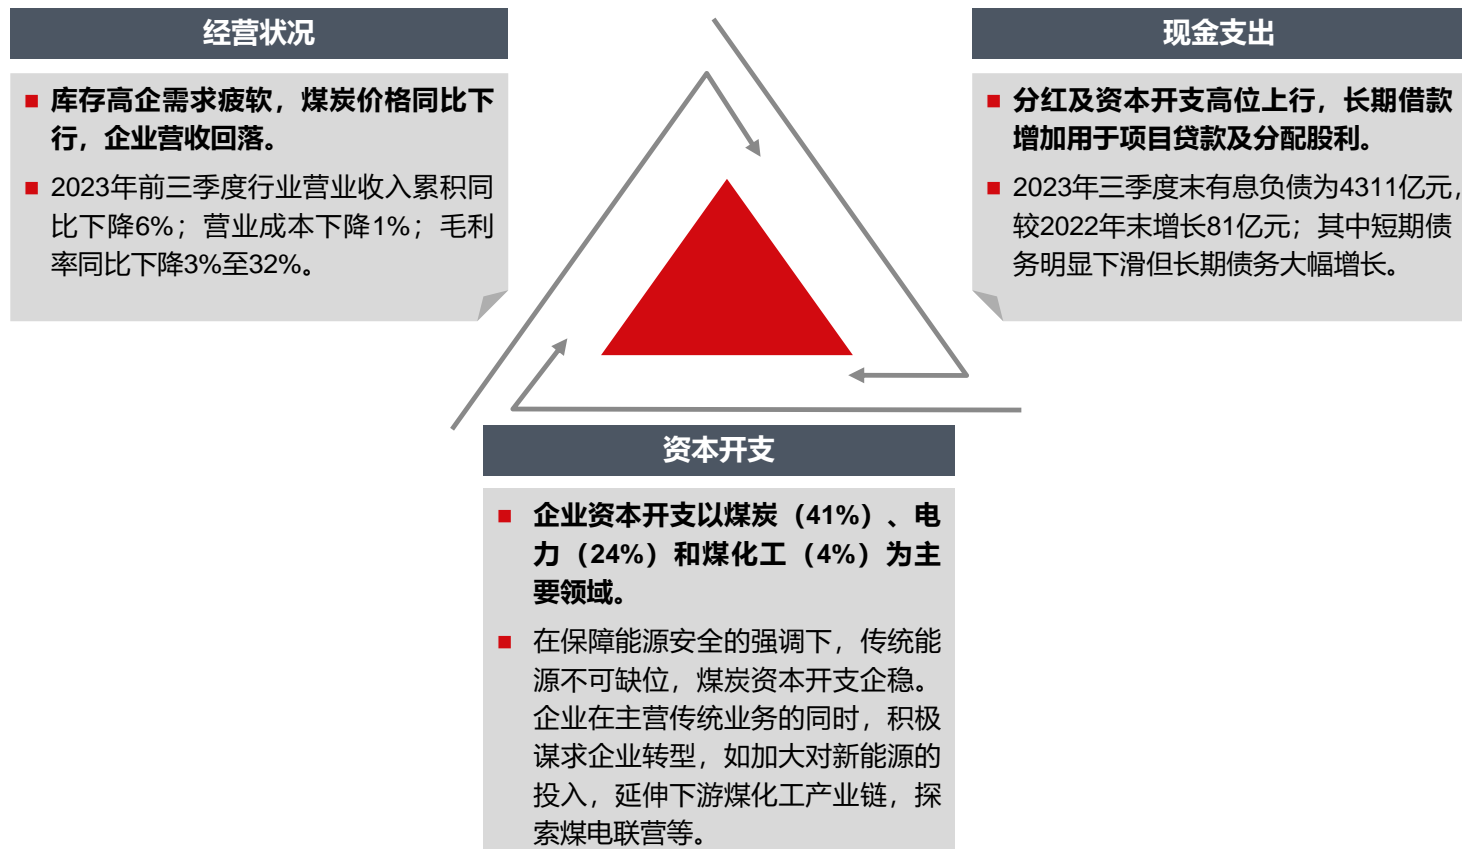 经营状况
库存高企需求疲软，煤炭价格同比下
行，企业营收回落。
2023年前三季度行业营业收入累积同
比下降6%；营业成本下降1%；毛利
率同比下降3%至32%。
现金支出
分红及资本开支高位上行，长期借款
增加用于项目贷款及分配股利。
2023年三季度末有息负债为4311亿元，
较2022年末增长81亿元；其中短期债
务明显下滑但长期债务大幅增长。
资本开支
企业资本开支以煤炭（41%）、电
力（24%）和煤化工（4%）为主
要领域。
在保障能源安全的强调下，传统能
源不可缺位，煤炭资本开支企稳。
企业在主营传统业务的同时，积极
谋求企业转型，如加大对新能源的
投入，延伸下游煤化工产业链，探
索煤电联营等。